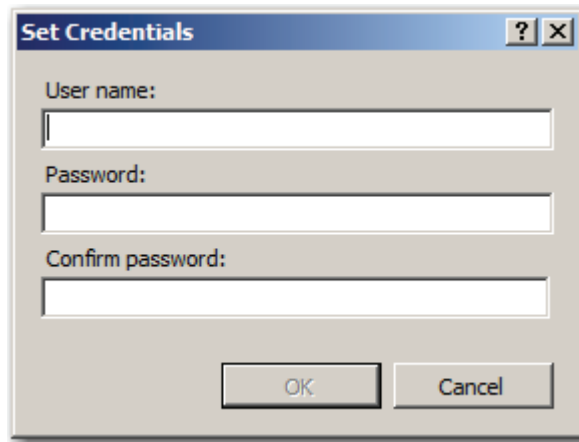 Set Credentials
User name:
Password:
Confirm password:
OK Cancel